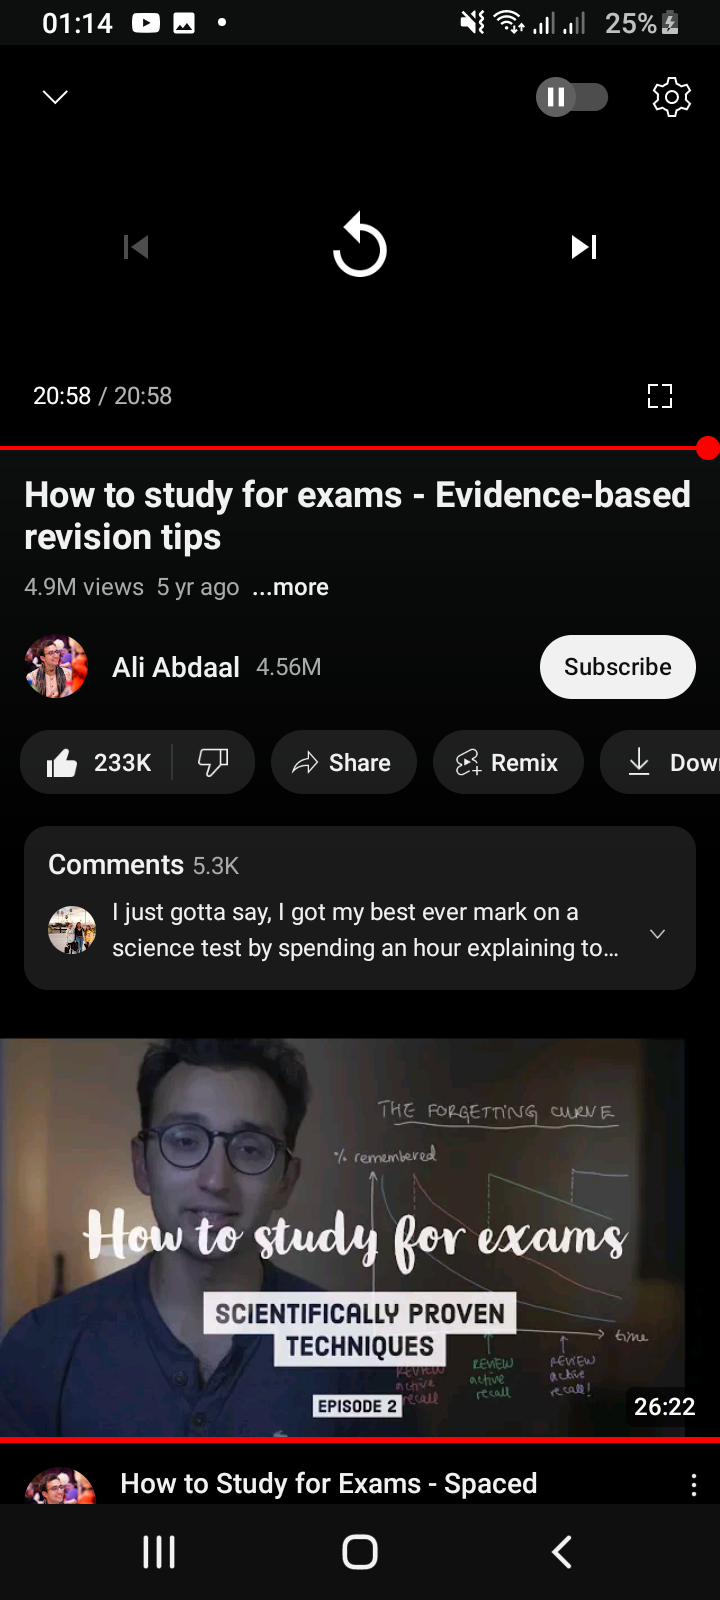 01:14
25%
20:58 / 20:58
How to study for exams - Evidence-based
revision tips
4.9M views 5 yr ago ...more
Ali Abdaal 4.56M
Subscribe
233K
Share
Remix
Dow
Comments 5.3K
I just gotta say, I got my best ever mark on a
science test by spending an hour explaining to...
THE FORGETTING CURVE
% remembered
How to study for exams
SCIENTIFICALLY PROVEN
TECHNIQUES
time
REVIEW
active
recall
REVIEW
active
recall
REVIEW
active
recall!
EPISODE 2
26:22
How to Study for Exams - Spaced